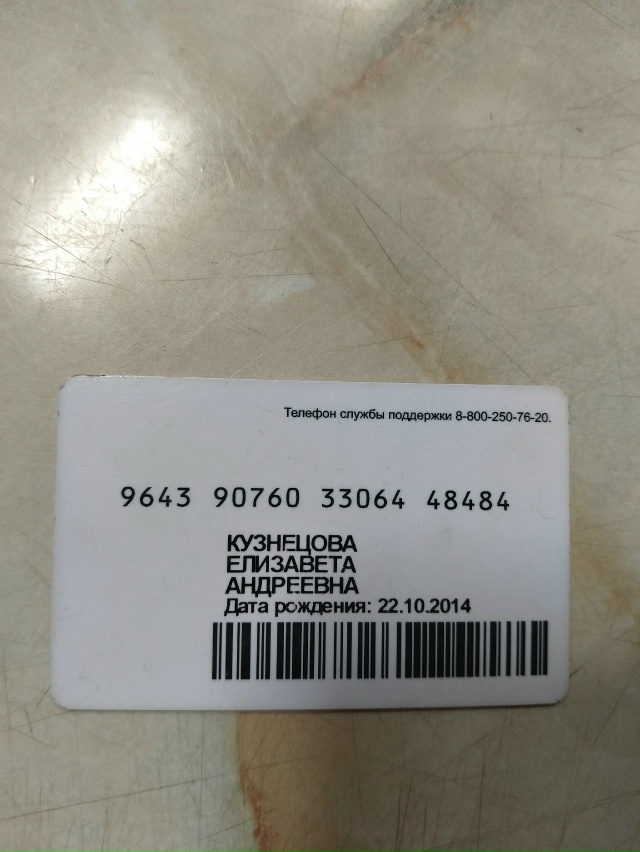 Телефон службы поддержки 8-800-250-76-20.
9643 90760 33064 48484
КУЗНЕЦОВА
ЕЛИЗАВЕТА
АНДРЕЕВНА
Дата рождения: 22.10.2014